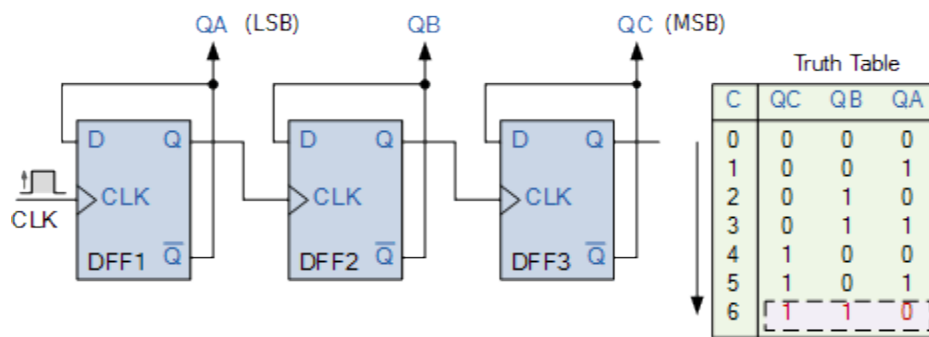 QA (LSB) QB QC (MSB)
Truth Table
C QC QB QA
0 0 0 0
1 0 0 1
2 0 1 0
3 0 1 1
4 1 0 0
5 1 0 1
6 1 1 0
D Q D Q D Q
CLK CLK CLK
CLK
DFF1 Q̅ DFF2 Q̅ DFF3 Q̅